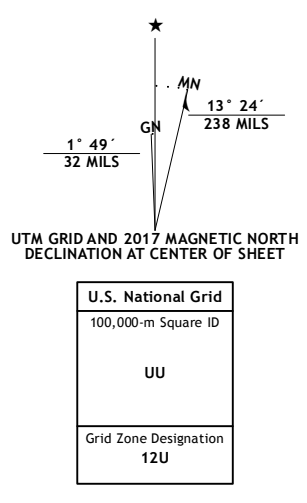 ★
MN
GN
13° 24´
238 MILS
1° 49´
32 MILS
UTM GRID AND 2017 MAGNETIC NORTH
DECLINATION AT CENTER OF SHEET
U.S. National Grid
100,000-m Square ID
UU
Grid Zone Designation
12U